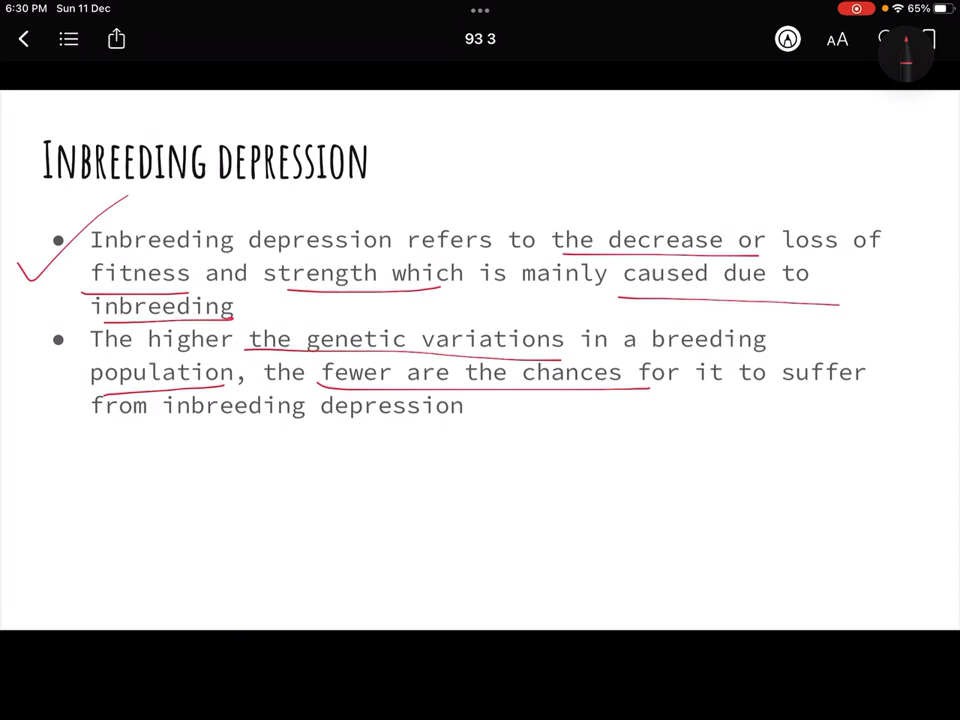 6:30 PM Sun 11 Dec
65%
93 3
AA
INBREEDING DEPRESSION
● Inbreeding depression refers to the decrease or loss of
fitness and strength which is mainly caused due to
inbreeding
● The higher the genetic variations in a breeding
population, the fewer are the chances for it to suffer
from inbreeding depression